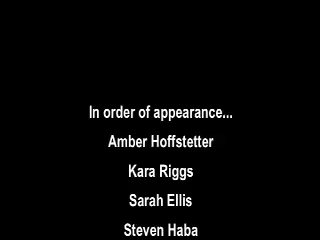 In order of appearance...
Amber Hoffstetter
Kara Riggs
Sarah Ellis
Steven Haba